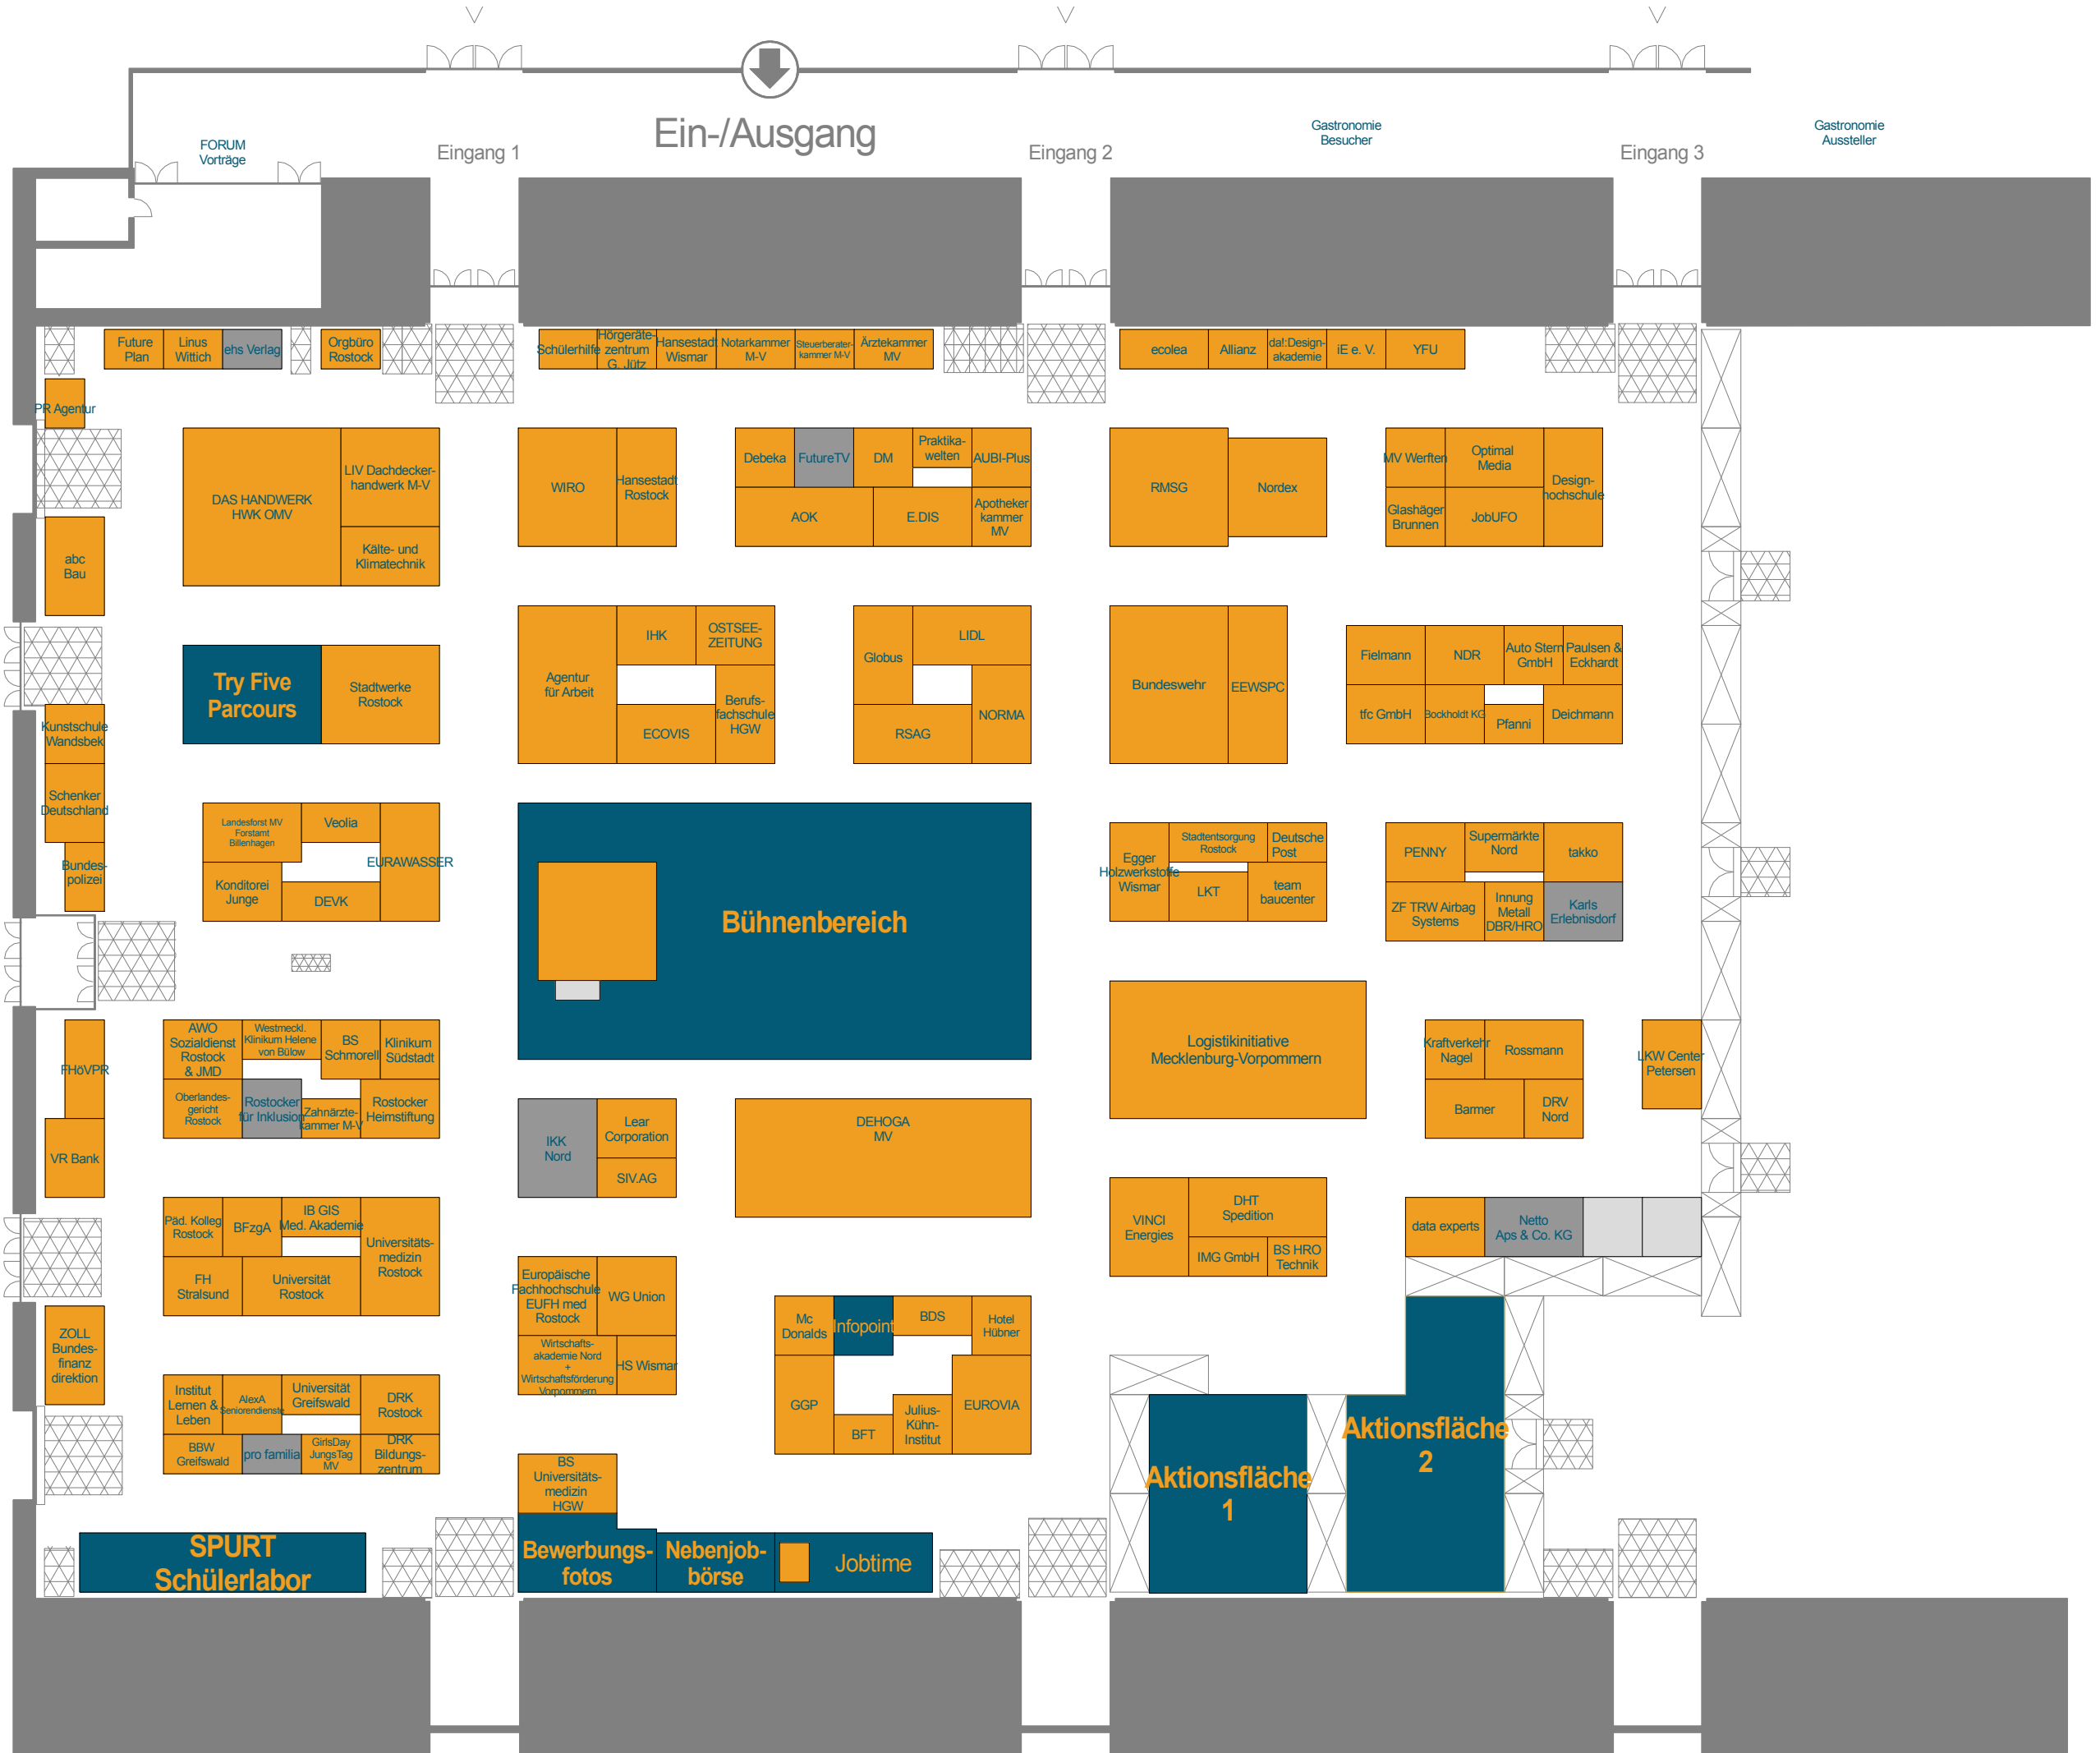 Ein-/Ausgang
FORUM
Vorträge
Eingang 1
Eingang 2
Gastronomie
Besucher
Eingang 3
Gastronomie
Aussteller
Future
Plan
Linus
Wittich
ehs Verlag
Orgbüro
Rostock
Schülerhilfe
Hörgeräte-
zentrum
G. Jütz
Hansestadt
Wismar
Notarkammer
M-V
Steuerberater-
kammer M-V
Ärztekammer
MV
ecolea
Allianz
da!:Design-
akademie
iE e. V.
YFU
PR Agentur
DAS HANDWERK
HWK OMV
LIV Dachdecker-
handwerk M-V
Kälte- und
Klimatechnik
WIRO
Hansestadt
Rostock
Debeka
FutureTV
DM
Praktika-
welten
AUBI-Plus
AOK
E.DIS
Apotheker
kammer
MV
RMSG
Nordex
MV Werften
Optimal
Media
Design-
hochschule
Glashäger
Brunnen
JobUFO
abc
Bau
Try Five
Parcours
Stadtwerke
Rostock
Agentur
für Arbeit
IHK
OSTSEE-
ZEITUNG
ECOVIS
Berufs-
fachschule
HGW
Globus
LIDL
RSAG
NORMA
Bundeswehr
EEWSPC
Fielmann
NDR
Auto Stern
GmbH
Paulsen &
Eckhardt
tfc GmbH
Bockholdt KG
Pfanni
Deichmann
Kunstschule
Wandsbek
Schenker
Deutschland
Bundes-
polizei
Landesforst MV
Forstamt
Billenhagen
Veolia
EURAWASSER
Konditorei
Junge
DEVK
Bühnenbereich
Egger
Holzwerkstoffe
Wismar
Stadtentsorgung
Rostock
Deutsche
Post
LKT
team
baucenter
PENNY
Supermärkte
Nord
takko
ZF TRW Airbag
Systems
Innung
Metall
DBR/HRO
Karls
Erlebnisdorf
FHöVPR
VR Bank
AWO
Sozialdienst
Rostock
& JMD
Westmeckl.
Klinikum Helene
von Bülow
BS
Schmorell
Klinikum
Südstadt
Oberlandes-
gericht
Rostock
Rostocker
für Inklusion
Zahnärzte-
kammer M-V
Rostocker
Heimstiftung
IKK
Nord
Lear
Corporation
SIV.AG
DEHOGA
MV
Logistikinitiative
Mecklenburg-Vorpommern
Kraftverkehr
Nagel
Rossmann
Barmer
DRV
Nord
LKW Center
Petersen
Päd. Kolleg
Rostock
BFzgA
IB GIS
Med. Akademie
Universitäts-
medizin
Rostock
FH
Stralsund
Universität
Rostock
VINCI
Energies
DHT
Spedition
IMG GmbH
BS HRO
Technik
data experts
Netto
Aps & Co. KG
ZOLL
Bundes-
finanz
direktion
Europäische
Fachhochschule
EUFH med
Rostock
WG Union
Wirtschafts-
akademie Nord
+
Wirtschaftsförderung
Vorpommern
HS Wismar
Mc
Donalds
Infopoint
BDS
Hotel
Hübner
GGP
BFT
Julius-
Kühn-
Institut
EUROVIA
Institut
Lernen &
Leben
AlexA
Seniorendienste
Universität
Greifswald
DRK
Rostock
BBW
Greifswald
pro familia
GirlsDay
JungsTag
MV
DRK
Bildungs-
zentrum
BS
Universitäts-
medizin
HGW
Aktionsfläche
1
Aktionsfläche
2
SPURT
Schülerlabor
Bewerbungs-
fotos
Nebenjob-
börse
Jobtime